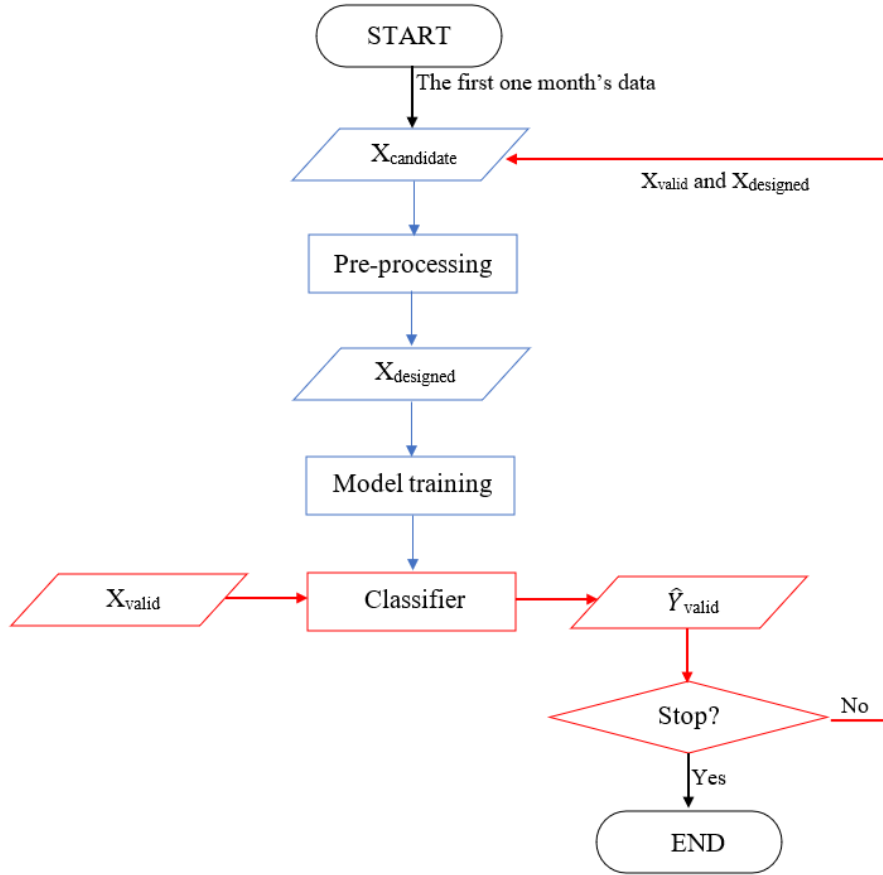 START
The first one month’s data
Xcandidate
Xvalid and Xdesigned
Pre-processing
Xdesigned
Model training
Xvalid
Classifier
Ŷvalid
Stop?
No
Yes
END